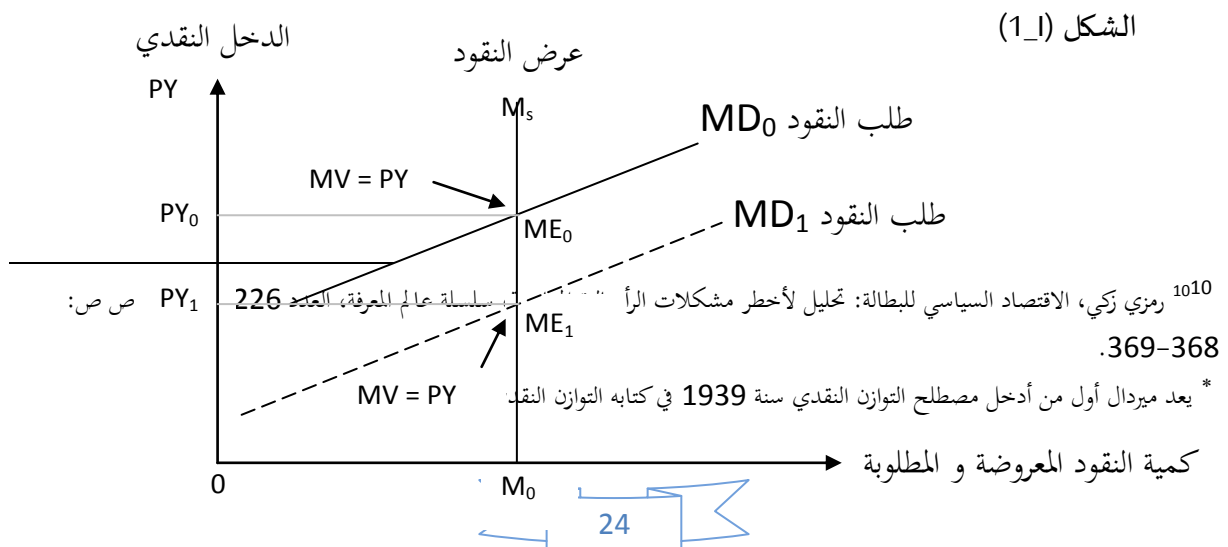 الشكل (I_1)
الدخل النقدي
عرض النقود
PY
Ms
طلب النقود MD0
MV = PY
PY0
ME0
طلب النقود MD1
PY1
1010 رمزي زكي، الاقتصاد السياسي للبطالة: تحليل لأخطر مشكلات سلسلة عالم المعرفة، العدد 226 ص ص:
368-369.
ME1
MV = PY
* يعد ميردال أول من أدخل مصطلح التوازن النقدي سنة 1939 في كتابه التوازن
كمية النقود المعروضة و المطلوبة
0
M0
24